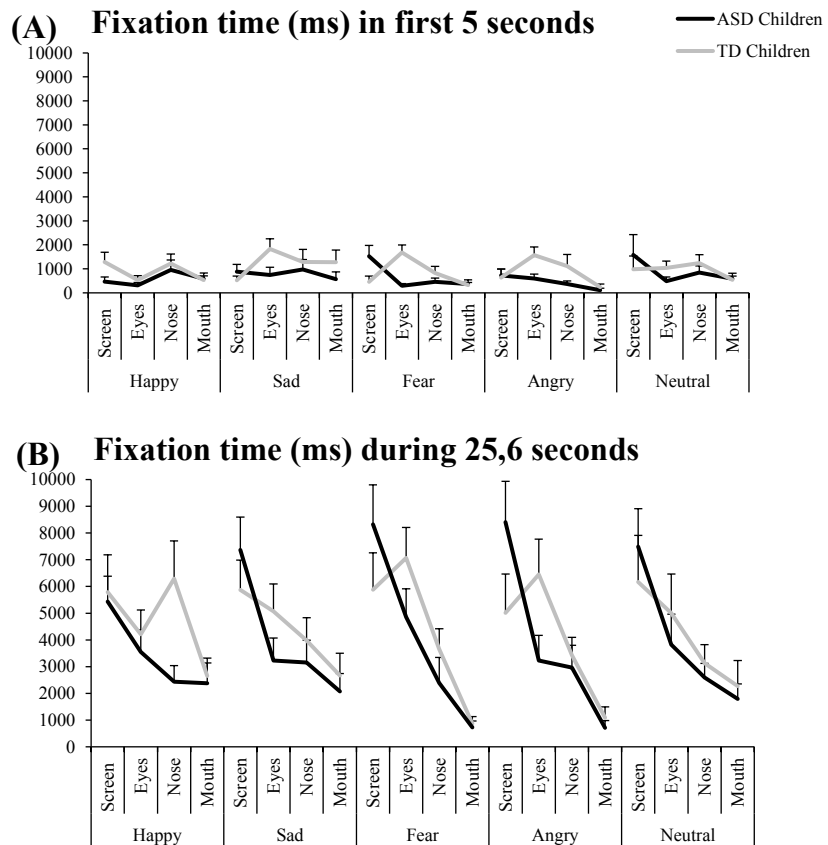 (A) Fixation time (ms) in first 5 seconds
ASD Children
TD Children
10000
9000
8000
7000
6000
5000
4000
3000
2000
1000
0
Screen Eyes Nose Mouth Screen Eyes Nose Mouth Screen Eyes Nose Mouth Screen Eyes Nose Mouth Screen Eyes Nose Mouth
Happy Sad Fear Angry Neutral
(B) Fixation time (ms) during 25,6 seconds
10000
9000
8000
7000
6000
5000
4000
3000
2000
1000
0
Screen Eyes Nose Mouth Screen Eyes Nose Mouth Screen Eyes Nose Mouth Screen Eyes Nose Mouth Screen Eyes Nose Mouth
Happy Sad Fear Angry Neutral